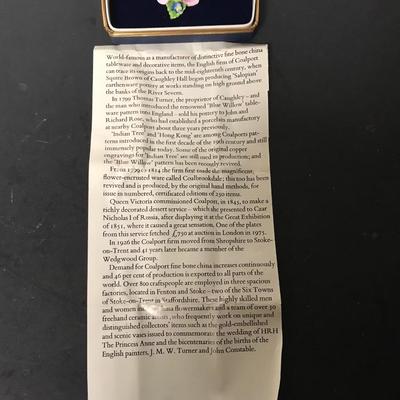 World-famous as a manufacturer of distinctive fine bone china
tableware and decorative items, the English firm of Coalport
can trace its origins back to the mid-eighteenth century, when
Squire Brown of Caughley Hall began producing 'Salopian'
earthenware pottery at works standing on high ground above
the banks of the River Severn.
In 1799 Thomas Turner, the proprietor of Caughley – and
the man who introduced the renowned 'Blue Willow' table-
ware pattern into England – sold his pottery to John and
Richard Rose, who had established a porcelain manufactory
at nearby Coalport about three years previously.
'Indian Tree' and 'Hong Kong' are among Coalports pat-
terns introduced in the first decade of the 19th century and still
immensely popular today. Some of the original copper
engravings for 'Indian Tree' are still used in production; and
the 'Blue Willow' pattern has been recently revived.
From 1790 to 1814 the firm first made the magnificent,
flower-encrusted ware called Coalbrookdale; this too has been
revived and is produced, by the original hand methods, for
issue in numbered, certificated editions of 250 items.
Queen Victoria commissioned Coalport, in 1845, to make a
richly decorated dessert service – which she presented to Czar
Nicholas I of Russia, after displaying it at the Great Exhibition
of 1851, where it caused a great sensation. One of the plates
from this service fetched £750 at auction in London in 1975.
In 1926 the Coalport firm moved from Shropshire to Stoke-
on-Trent and 41 years later became a member of the
Wedgwood Group.
Demand for Coalport fine bone china increases continuously
and 46 per cent of production is exported to all parts of the
world. Over 800 craftspeople are employed in three spacious
factories, located in Fenton and Stoke – two of the Six Towns
of Stoke-on-Trent in Staffordshire. These highly skilled men
and women include china flowermakers and a team of over 30
freehand ceramic artists, who frequently work on unique and
distinguished collectors' items such as the gold-embellished
and scenic vases issued to commemorate the wedding of HRH
The Princess Anne and the bicentenaries of the births of the
English painters, J. M. W. Turner and John Constable.